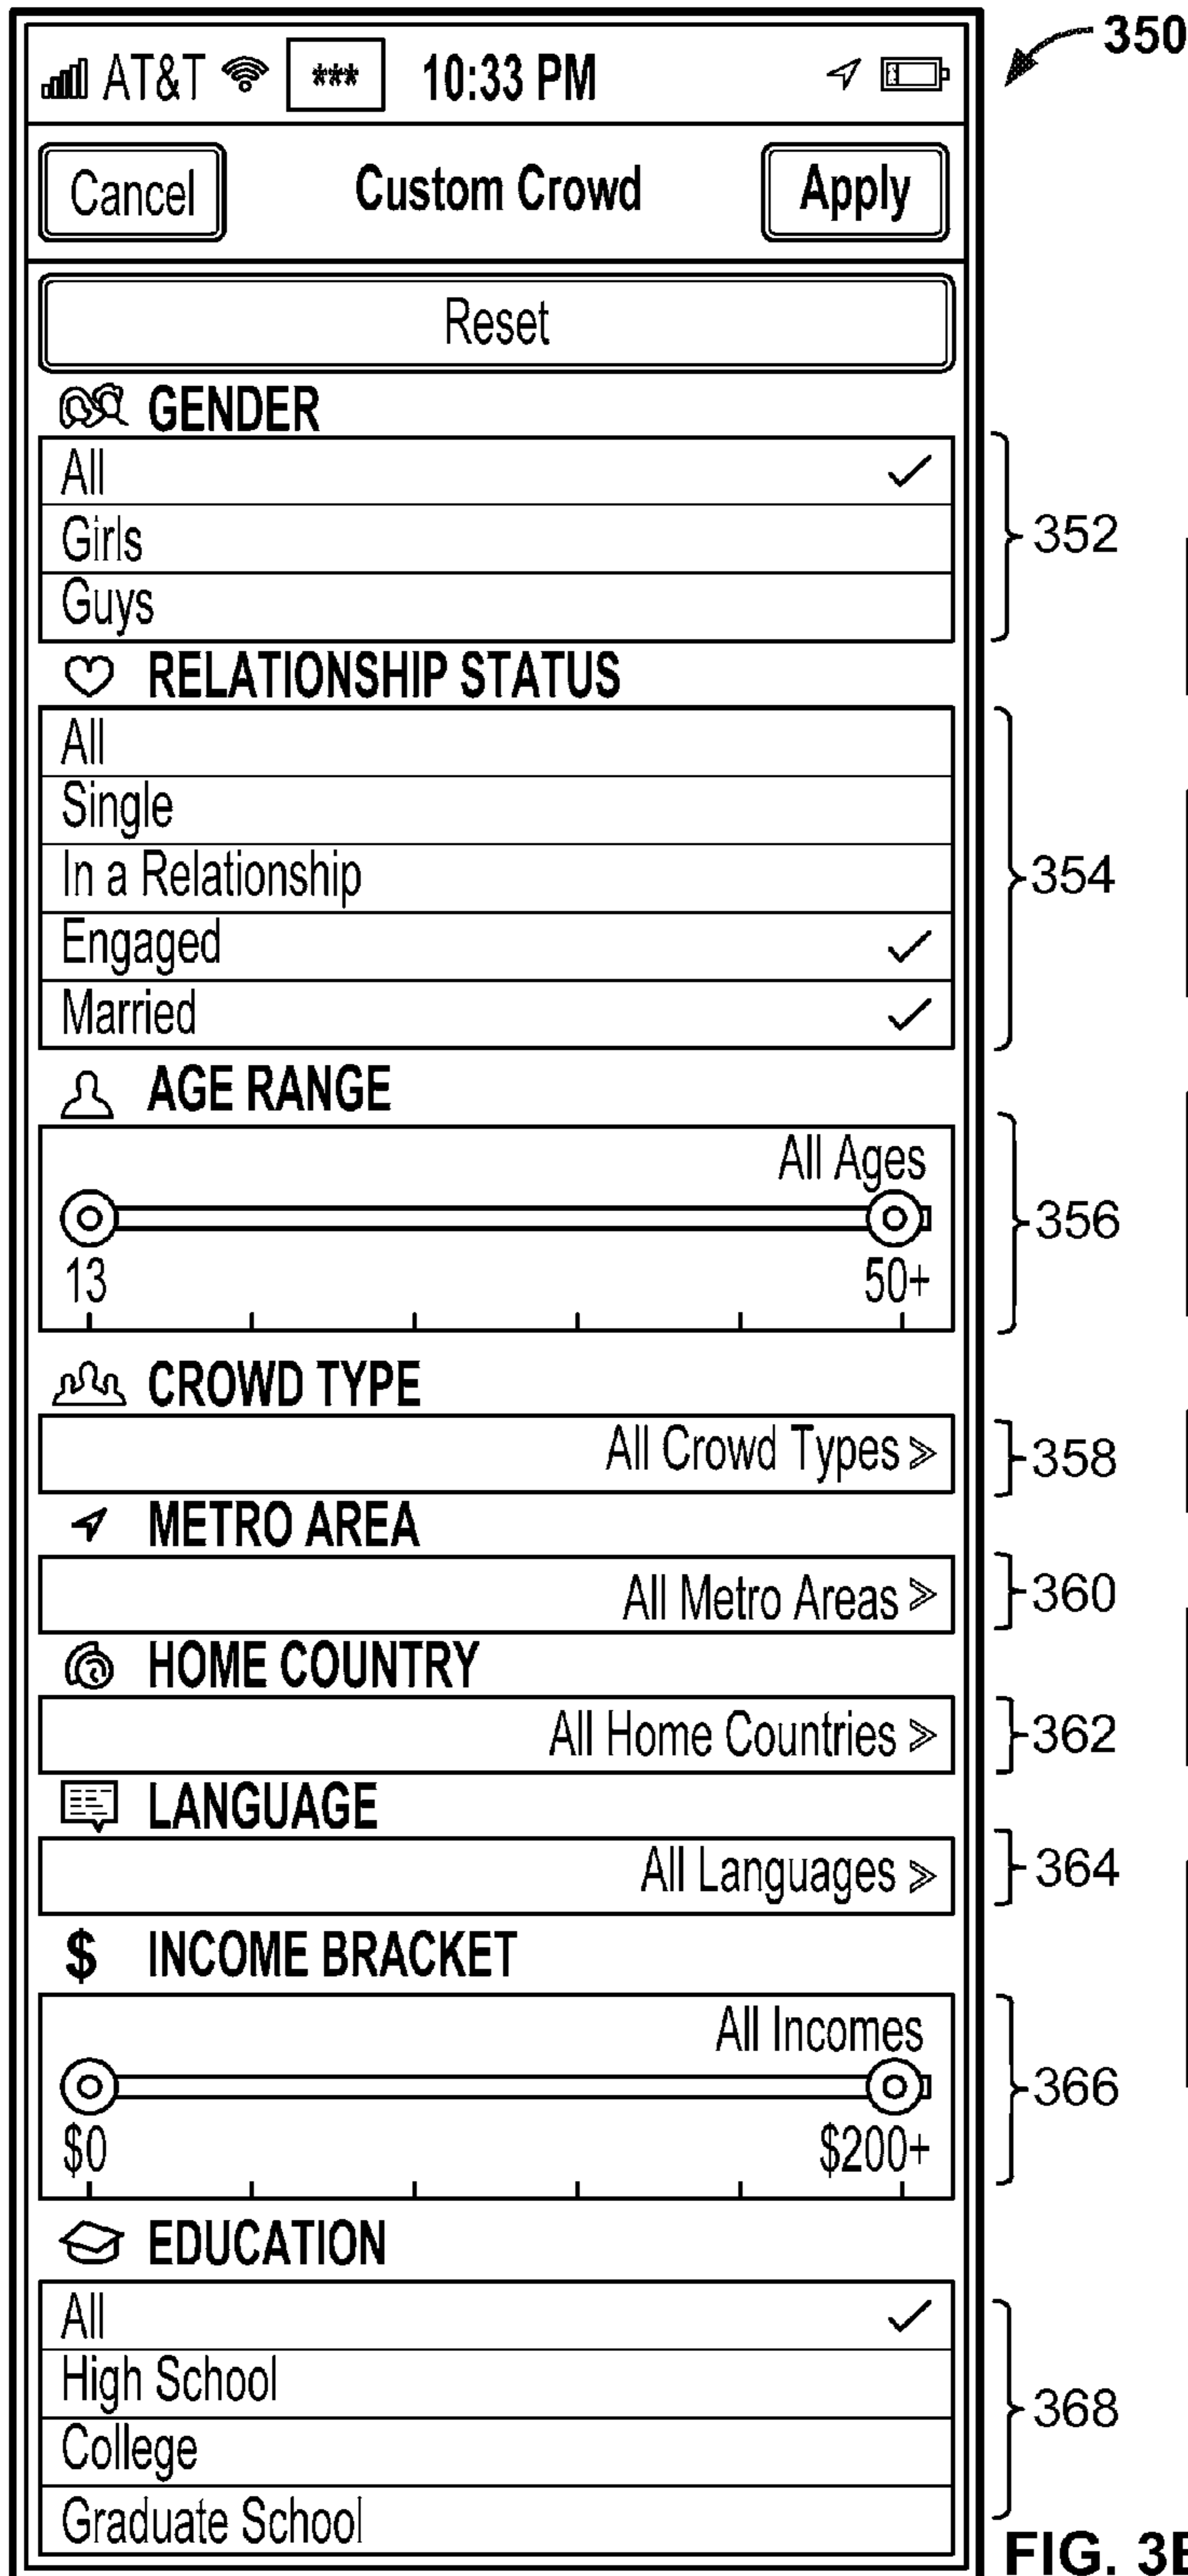 350
AT&T *** 10:33 PM
Cancel Custom Crowd Apply
Reset
GENDER
All
Girls
Guys
352
RELATIONSHIP STATUS
All
Single
In a Relationship
Engaged
Married
354
AGE RANGE
All Ages
13 50+
356
CROWD TYPE
All Crowd Types 358
METRO AREA
All Metro Areas 360
HOME COUNTRY
All Home Countries 362
LANGUAGE
All Languages 364
$ INCOME BRACKET
All Incomes
$0 $200+
366
EDUCATION
All
High School
College
Graduate School
368
FIG. 3